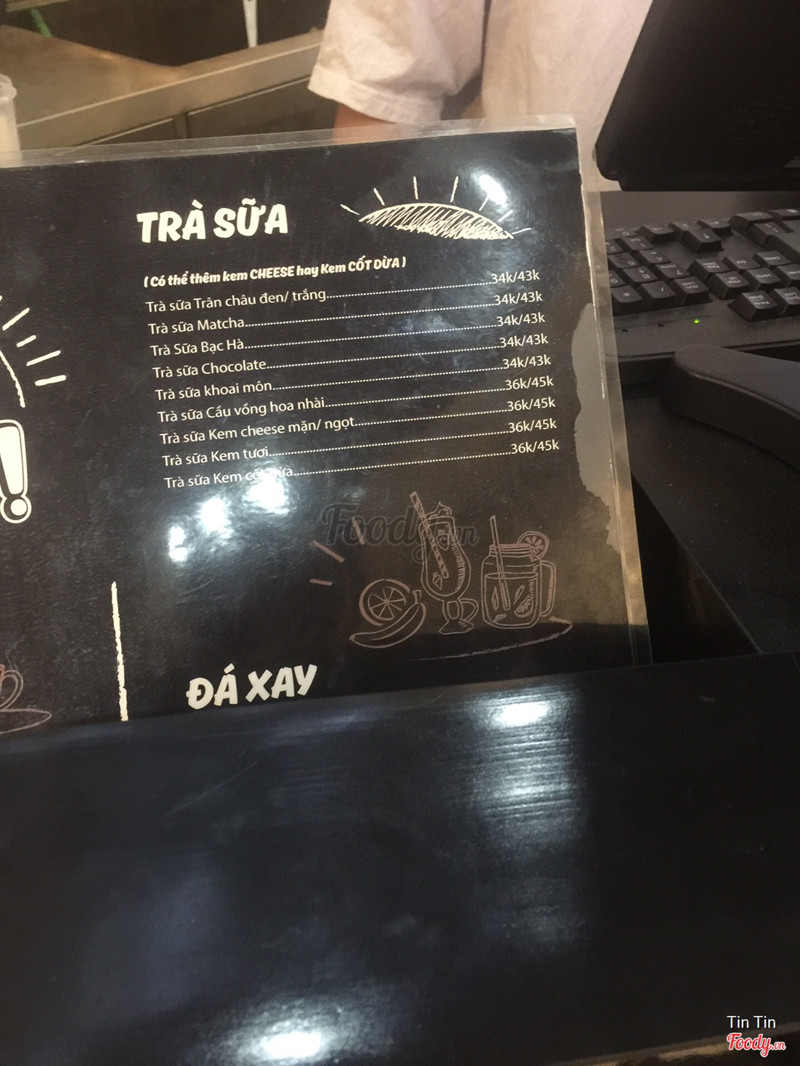 TRÀ SỮA
( Có thể thêm kem CHEESE hay Kem CỐT DỪA )
Trà sữa Trân châu đen/ trắng....................34k/43k
Trà sữa Matcha....................34k/43k
Trà Sữa Bạc Hà....................34k/43k
Trà sữa Chocolate....................34k/43k
Trà sữa khoai môn....................34k/43k
Trà sữa Cầu vồng hoa nhài....................36k/45k
Trà sữa Kem cheese mặn/ ngọt....................36k/45k
Trà sữa Kem tươi....................36k/45k
Trà sữa Kem ....................36k/45k
Foody.vn
ĐÁ XAY
Tin Tin
Foody.vn